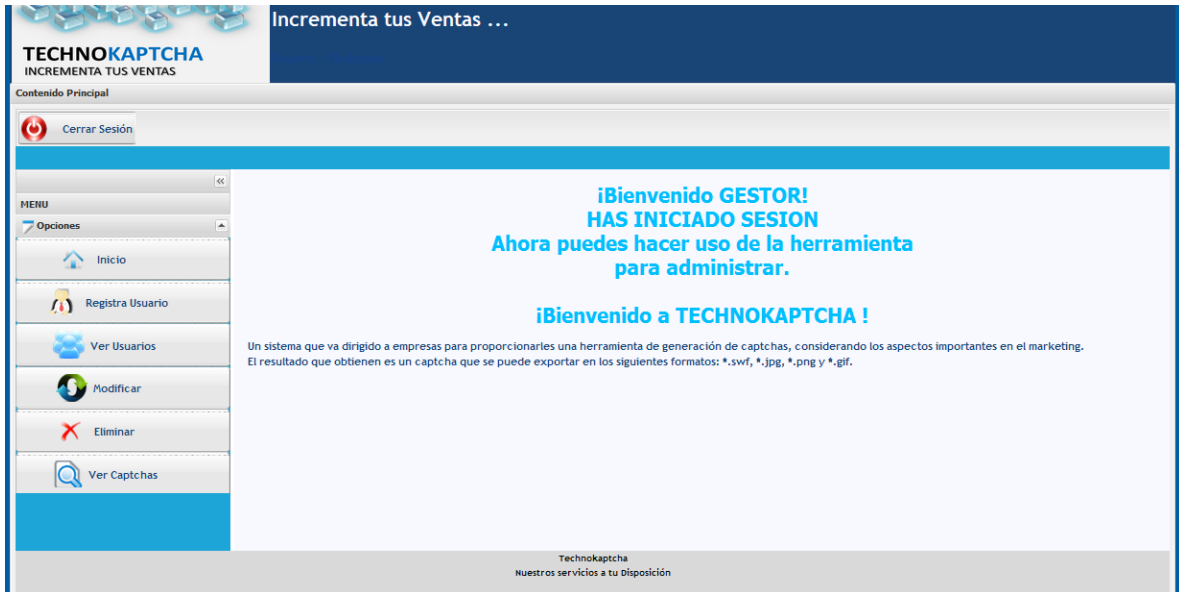 Incrementa tus Ventas ...
TECHNOKAPTCHA
INCREMENTA TUS VENTAS
Contenido Principal
Cerrar Sesión
MENU
Opciones
Inicio
Registra Usuario
Ver Usuarios
Modificar
Eliminar
Ver Captchas
¡Bienvenido GESTOR!
HAS INICIADO SESION
Ahora puedes hacer uso de la herramienta
para administrar.
¡Bienvenido a TECHNOKAPTCHA !
Un sistema que va dirigido a empresas para proporcionarles una herramienta de generación de captchas, considerando los aspectos importantes en el marketing.
El resultado que obtienen es un captcha que se puede exportar en los siguientes formatos: *.swf, *.jpg, *.png y *.gif.
Technokaptcha
Nuestros servicios a tu Disposición